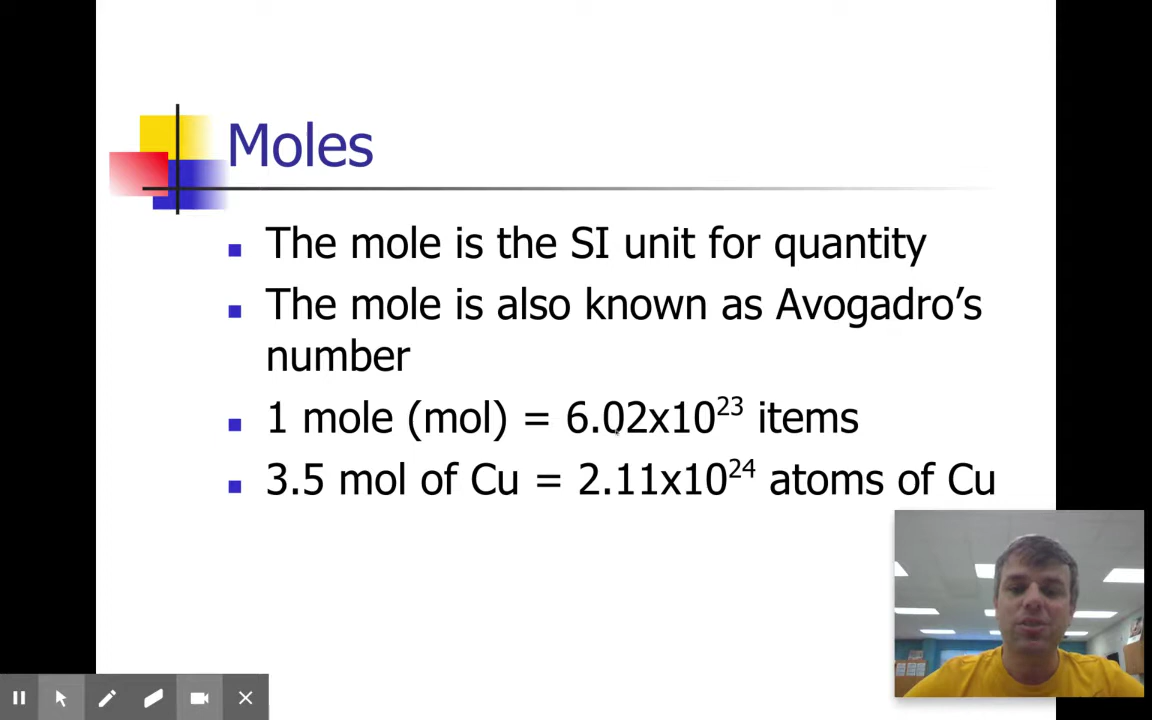 Moles
The mole is the SI unit for quantity
The mole is also known as Avogadro’s
number
1 mole (mol) = 6.02x10²³ items
3.5 mol of Cu = 2.11x10²⁴ atoms of Cu